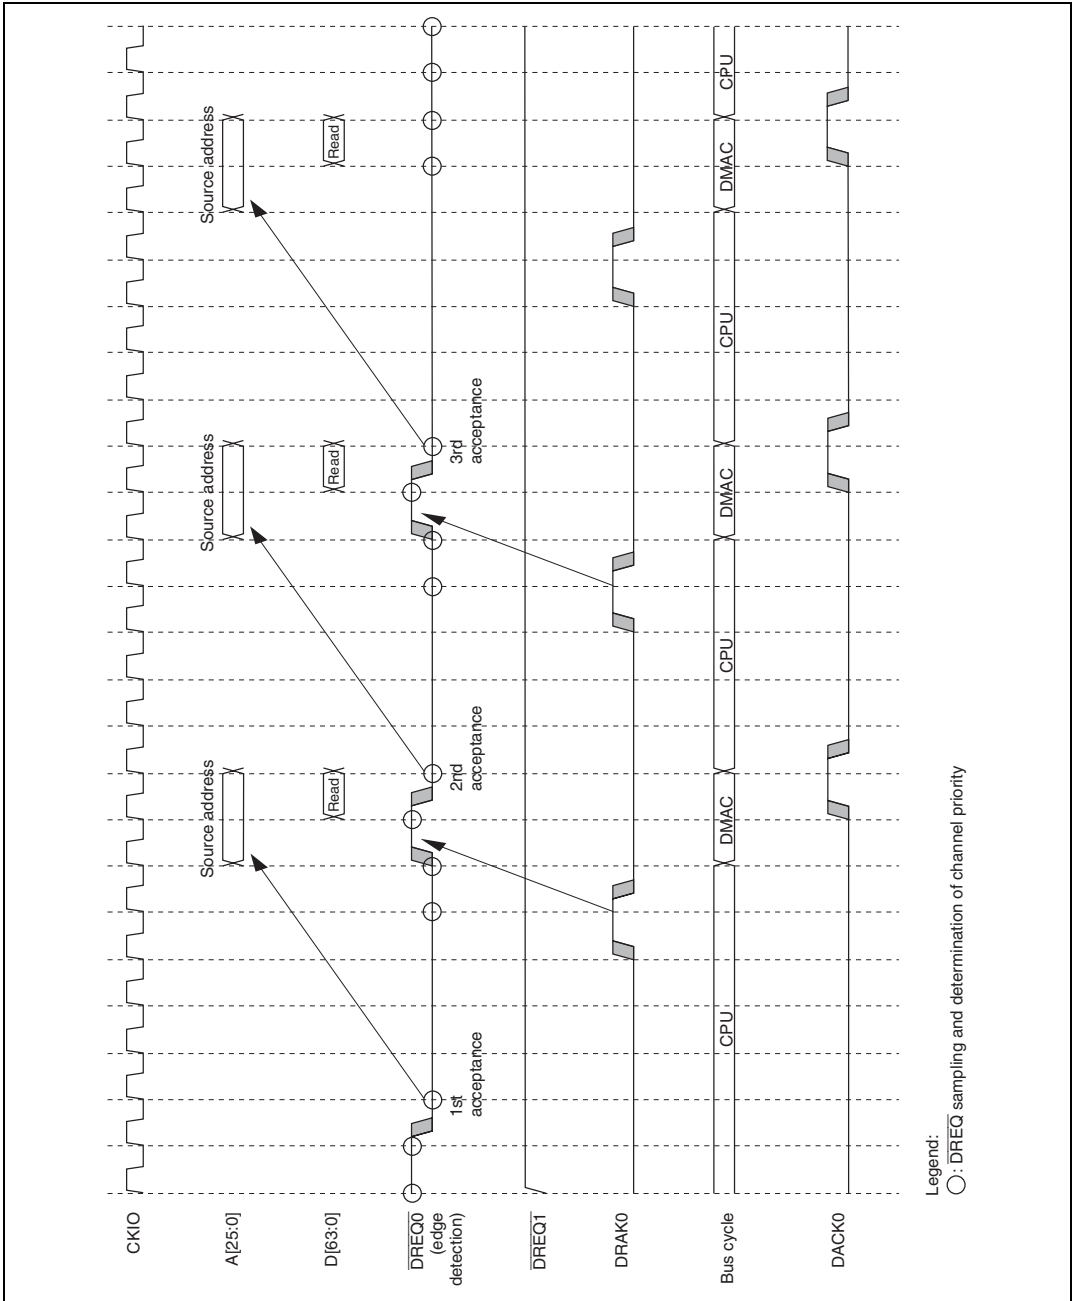 CKIO
A[25:0]
Source address
Source address
Source address
D[63:0]
Read
Read
Read
DREQ0
(edge
detection)
1st
acceptance
2nd
acceptance
3rd
acceptance
DREQ1
DRAK0
Bus cycle
CPU
DMAC
CPU
DMAC
CPU
DMAC
CPU
DACK0
Legend:
○: DREQ sampling and determination of channel priority